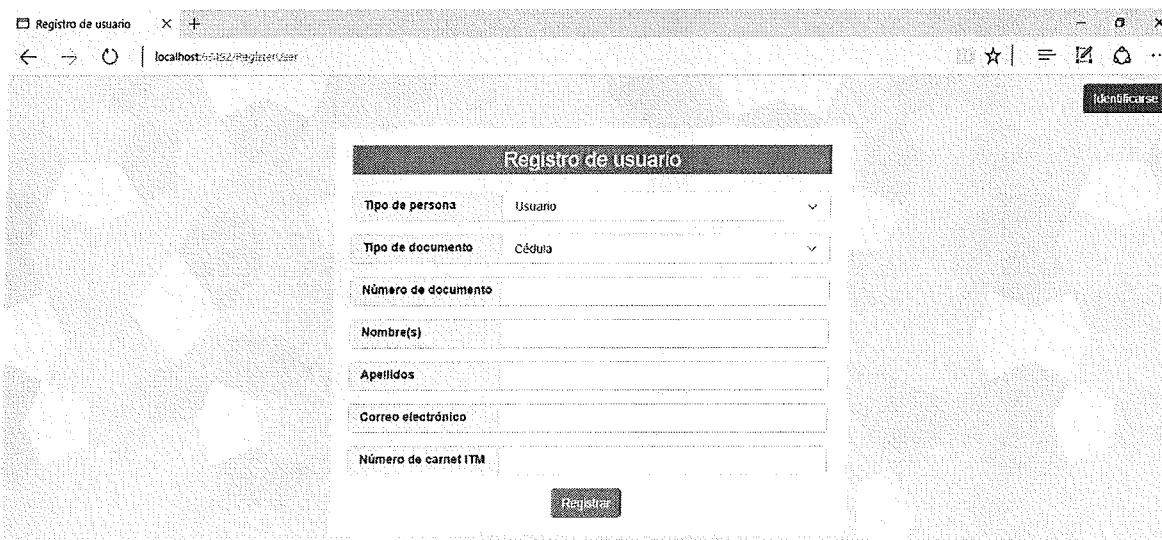 Registro de usuario
Identificarse
Registro de usuario
Tipo de persona Usuario
Tipo de documento Cédula
Número de documento
Nombre(s)
Apellidos
Correo electrónico
Número de carnet ITM
Registrar